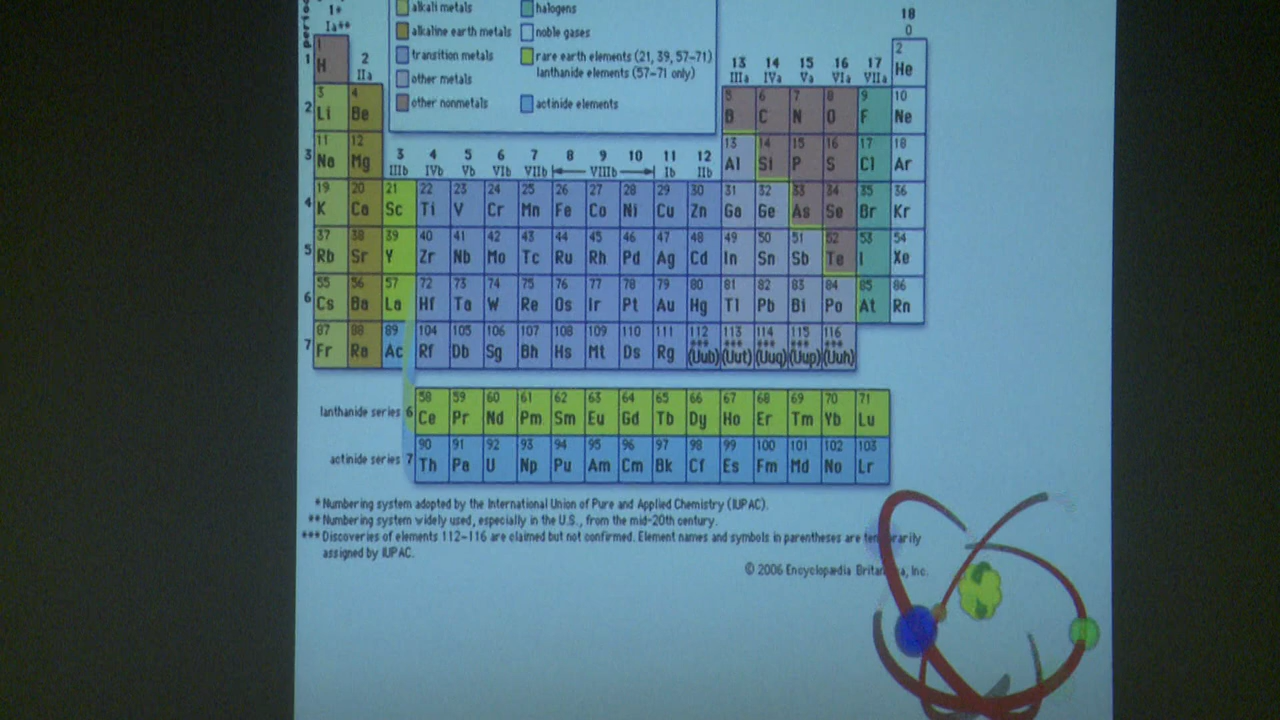 period
1*
Ia**
alkali metals
halogens
18
0
alkaline earth metals
noble gases
2
IIa
transition metals
rare earth elements (21, 39, 57–71)
lanthanide elements (57–71 only)
13 14 15 16 17
IIIa IVa Va VIa VIIa
other metals
other nonmetals
actinide elements
1 1 2
H He
2 3 4 5 6 7 8 9 10
Li Be B C N O F Ne
3 11 12 13 14 15 16 17 18
Na Mg Al Si P S Cl Ar
3 4 5 6 7 8 9 10 11 12
IIIb IVb Vb VIb VIIb VIIIb Ib IIb
4 19 20 21 22 23 24 25 26 27 28 29 30 31 32 33 34 35 36
K Ca Sc Ti V Cr Mn Fe Co Ni Cu Zn Ga Ge As Se Br Kr
5 37 38 39 40 41 42 43 44 45 46 47 48 49 50 51 52 53 54
Rb Sr Y Zr Nb Mo Tc Ru Rh Pd Ag Cd In Sn Sb Te I Xe
6 55 56 57 72 73 74 75 76 77 78 79 80 81 82 83 84 85 86
Cs Ba La Hf Ta W Re Os Ir Pt Au Hg Tl Pb Bi Po At Rn
7 87 88 89 104 105 106 107 108 109 110 111 112 113 114 115 116
*** *** *** *** ***
Fr Ra Ac Rf Db Sg Bh Hs Mt Ds Rg (Uub) (Uut) (Uuq) (Uup) (Uuh)
lanthanide series 6 58 59 60 61 62 63 64 65 66 67 68 69 70 71
Ce Pr Nd Pm Sm Eu Gd Tb Dy Ho Er Tm Yb Lu
actinide series 7 90 91 92 93 94 95 96 97 98 99 100 101 102 103
Th Pa U Np Pu Am Cm Bk Cf Es Fm Md No Lr
* Numbering system adopted by the International Union of Pure and Applied Chemistry (IUPAC).
** Numbering system widely used, especially in the U.S., from the mid-20th century.
*** Discoveries of elements 112–116 are claimed but not confirmed. Element names and symbols in parentheses are temporarily
assigned by IUPAC.
© 2006 Encyclopædia Britannica, Inc.